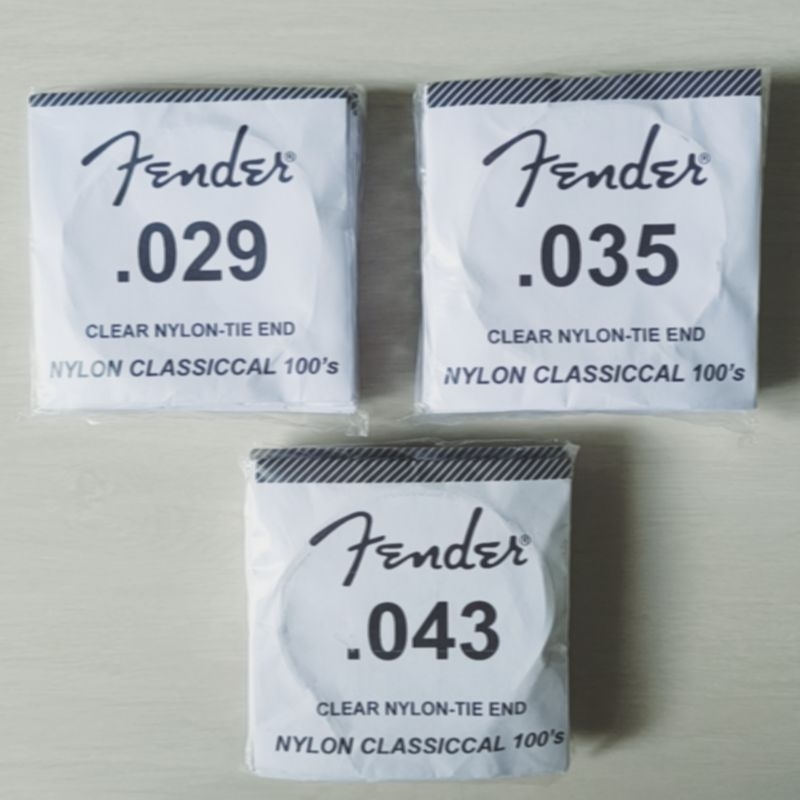 Fender®
.029
CLEAR NYLON-TIE END
NYLON CLASSICCAL 100's
Fender®
.035
CLEAR NYLON-TIE END
NYLON CLASSICCAL 100's
Fender®
.043
CLEAR NYLON-TIE END
NYLON CLASSICCAL 100's